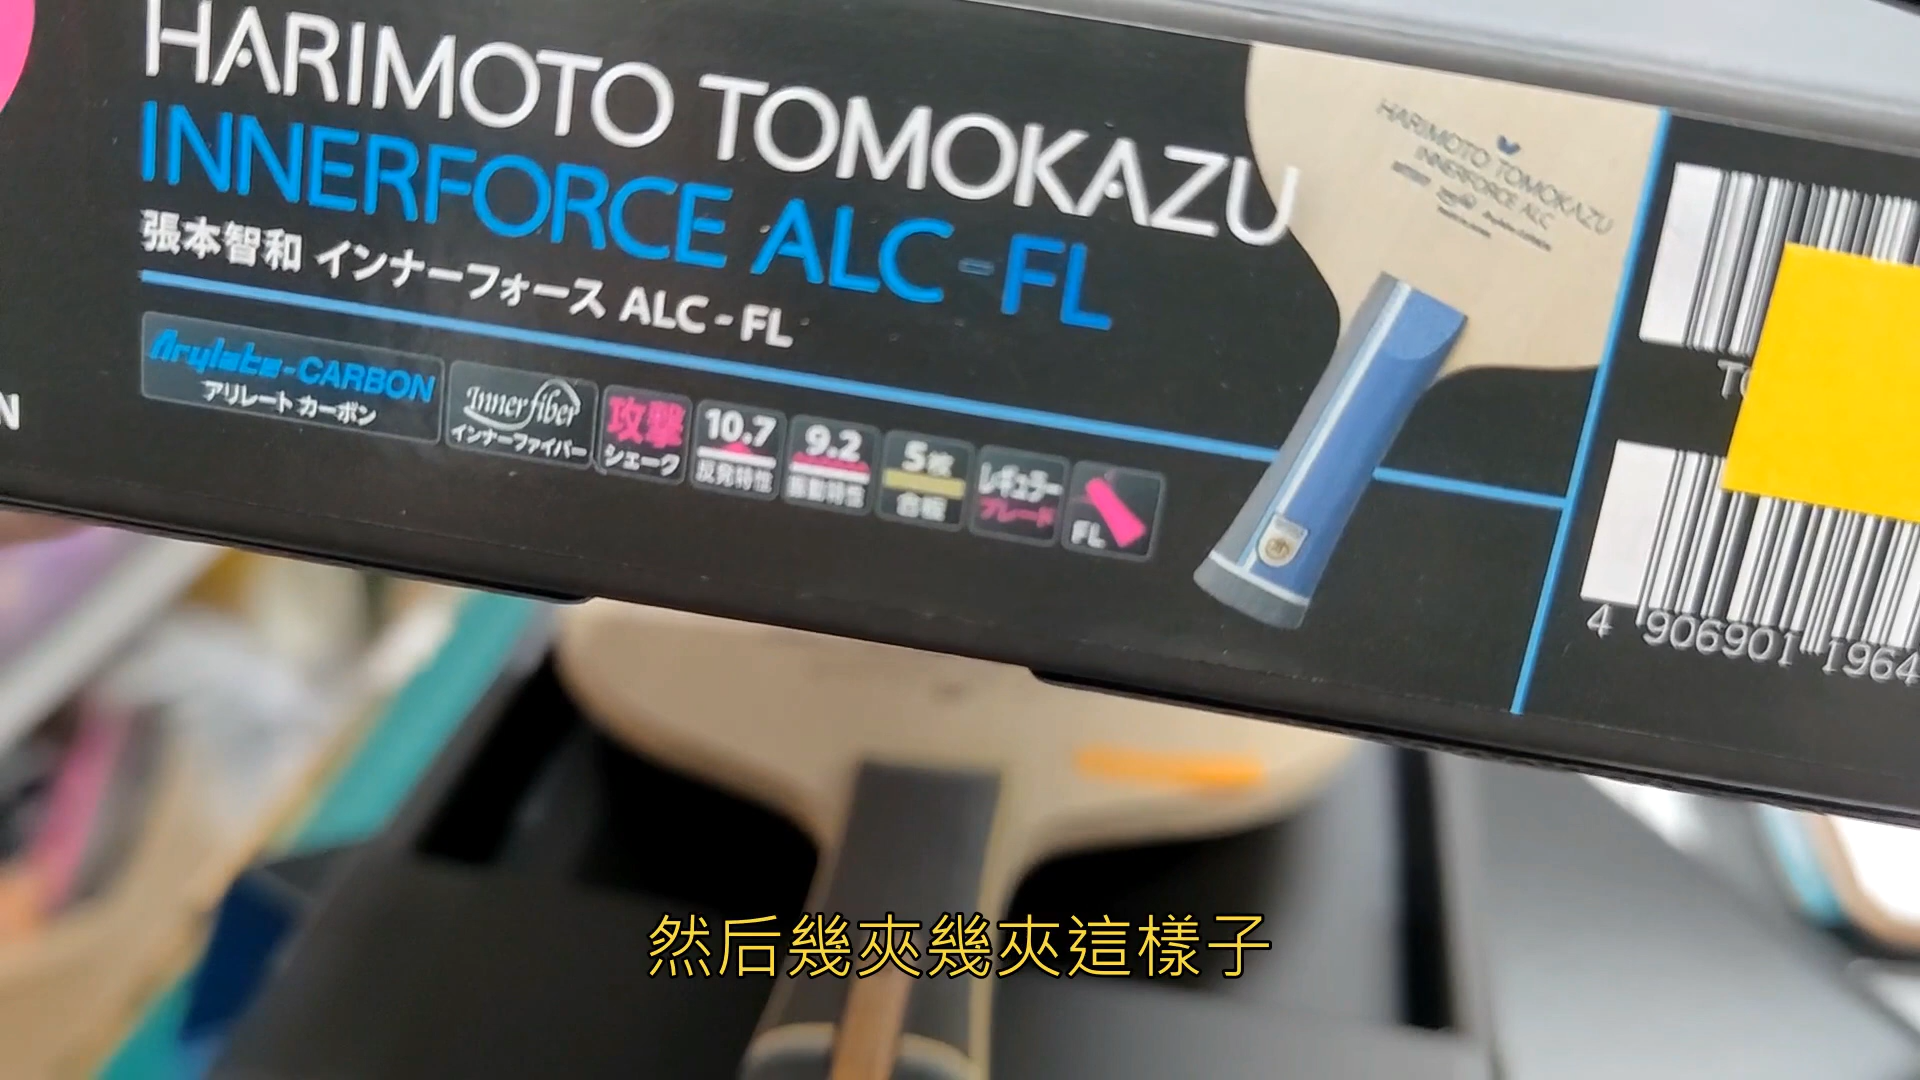 HARIMOTO TOMOKAZU
INNERFORCE ALC-FL
張本智和 インナーフォース ALC-FL
Arylate-CARBON
アリレート カーボン
Innerfiber
インナーファイバー
攻撃
シェーク
10.7
反発特性
9.2
振動特性
5枚
合板
レギュラー
ブレード
FL
HARIMOTO TOMOKAZU
INNERFORCE ALC
N
4 906901 1964
然后幾夾幾夾這樣子